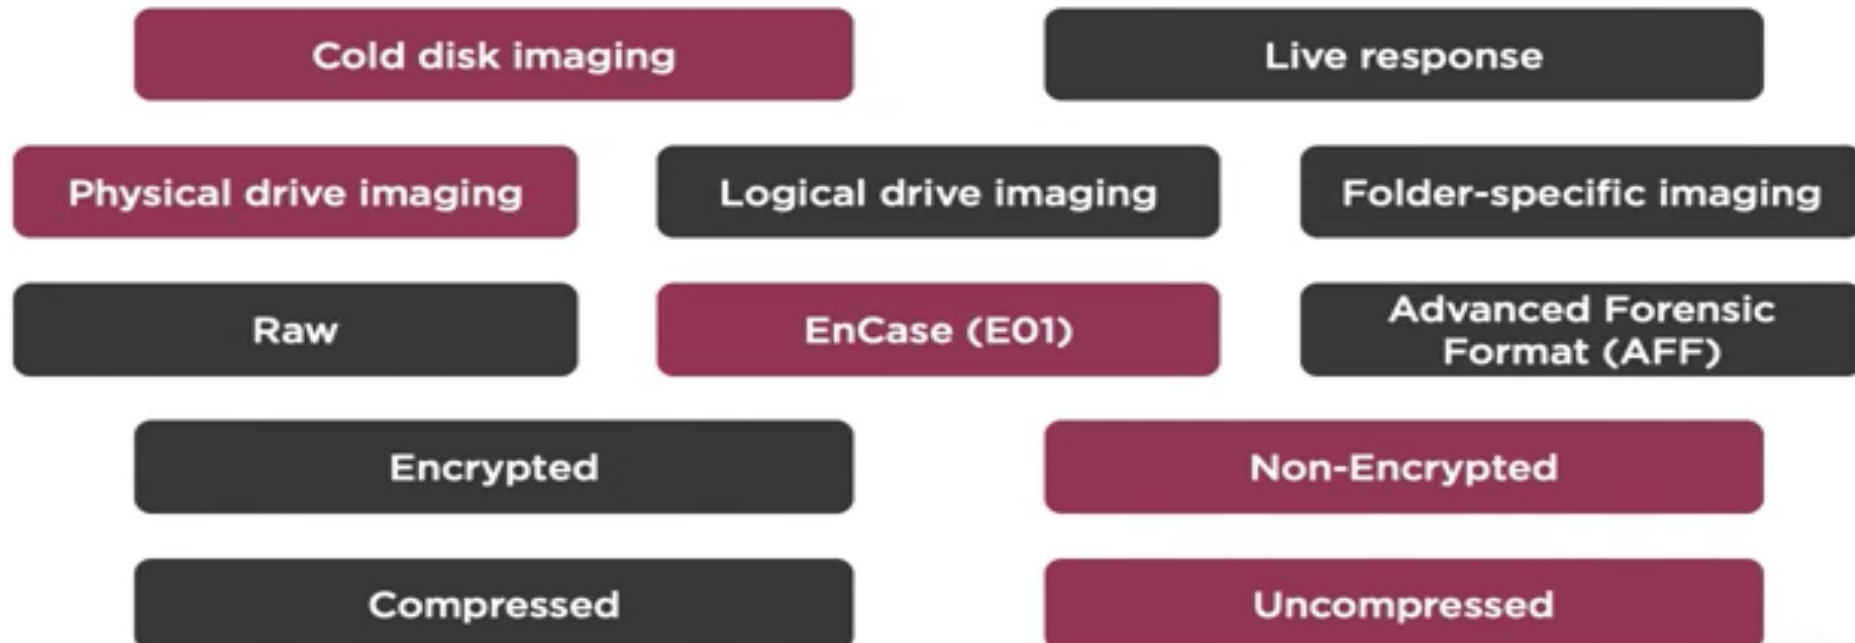 Cold disk imaging
Live response
Physical drive imaging
Logical drive imaging
Folder-specific imaging
Raw
EnCase (E01)
Advanced Forensic
Format (AFF)
Encrypted
Non-Encrypted
Compressed
Uncompressed